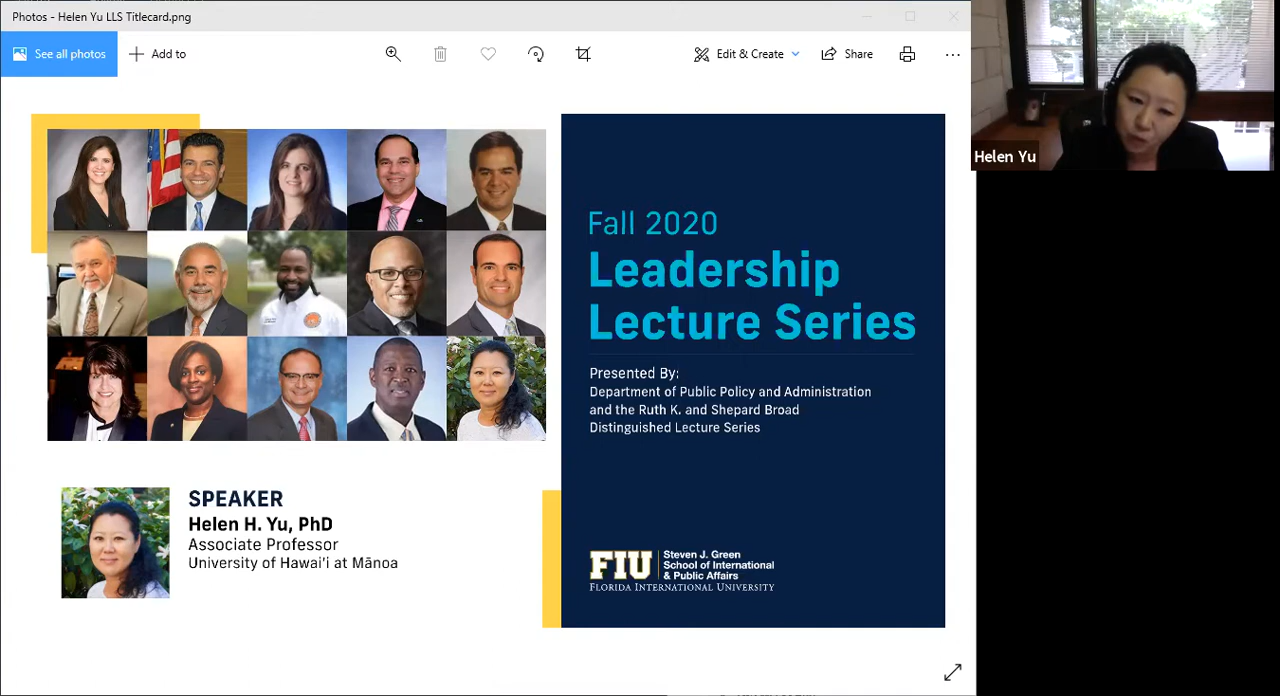 Photos - Helen Yu LLS Titlecard.png
See all photos
Add to
Edit & Create
Share
Helen Yu
Fall 2020
Leadership
Lecture Series
Presented By:
Department of Public Policy and Administration
and the Ruth K. and Shepard Broad
Distinguished Lecture Series
SPEAKER
Helen H. Yu, PhD
Associate Professor
University of Hawai'i at Mānoa
FIU
Steven J. Green
School of International
& Public Affairs
FLORIDA INTERNATIONAL UNIVERSITY